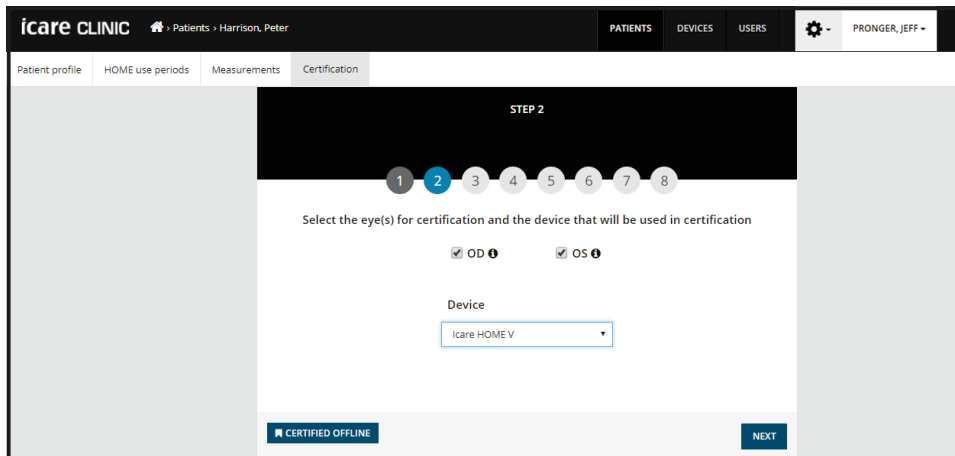 icare CLINIC › Patients › Harrison, Peter PATIENTS DEVICES USERS PRONGER, JEFF
Patient profile HOME use periods Measurements Certification
STEP 2
1 2 3 4 5 6 7 8
Select the eye(s) for certification and the device that will be used in certification
OD OS
Device
Icare HOME V
CERTIFIED OFFLINE NEXT